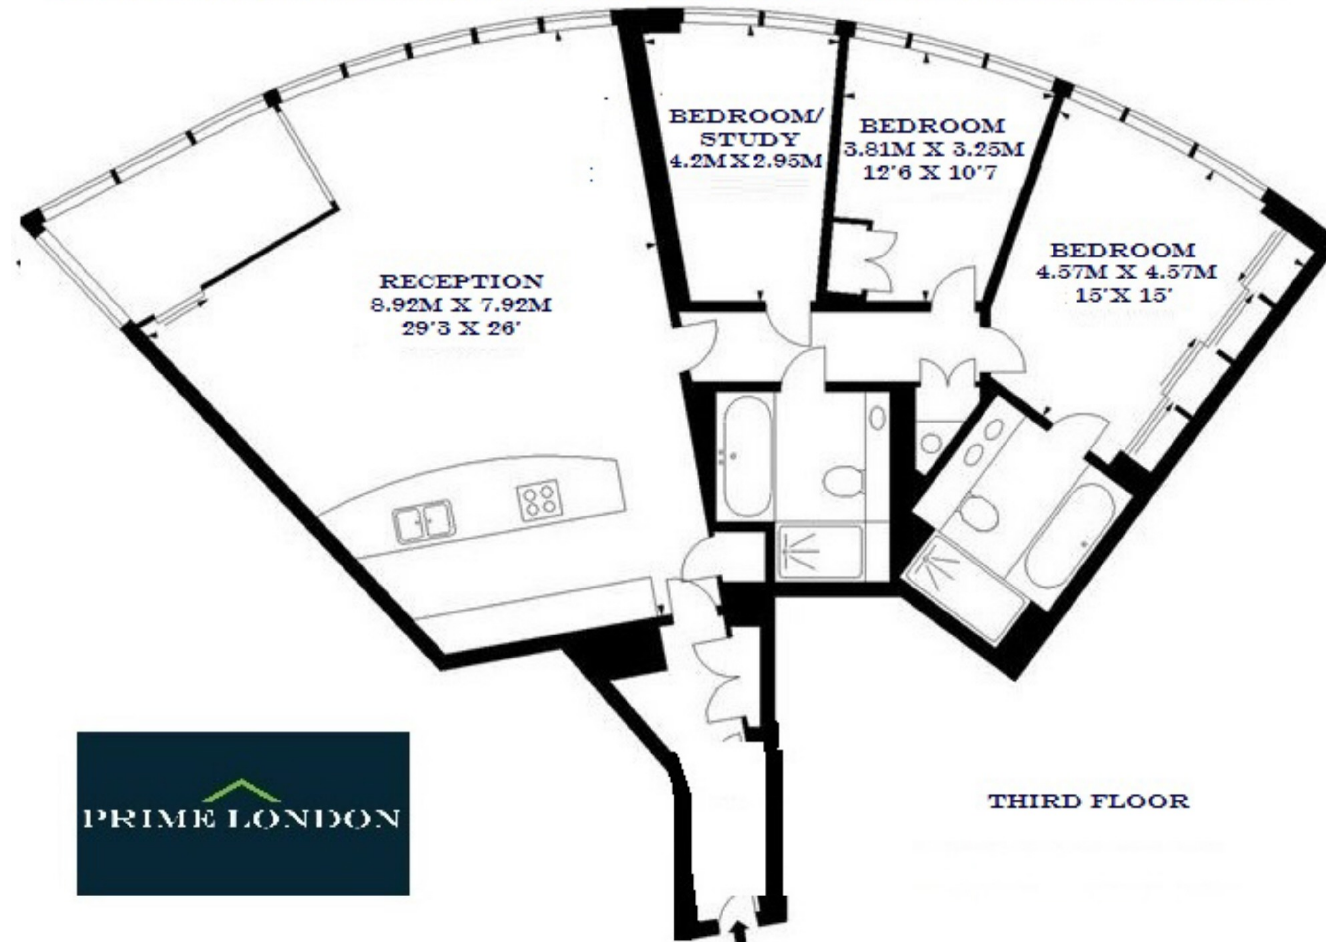 BEDROOM/
STUDY
4.2M X 2.95M
BEDROOM
3.81M X 3.25M
12'6 X 10'7
BEDROOM
4.57M X 4.57M
15' X 15'
RECEPTION
8.92M X 7.92M
29'3 X 26'
PRIME LONDON
THIRD FLOOR